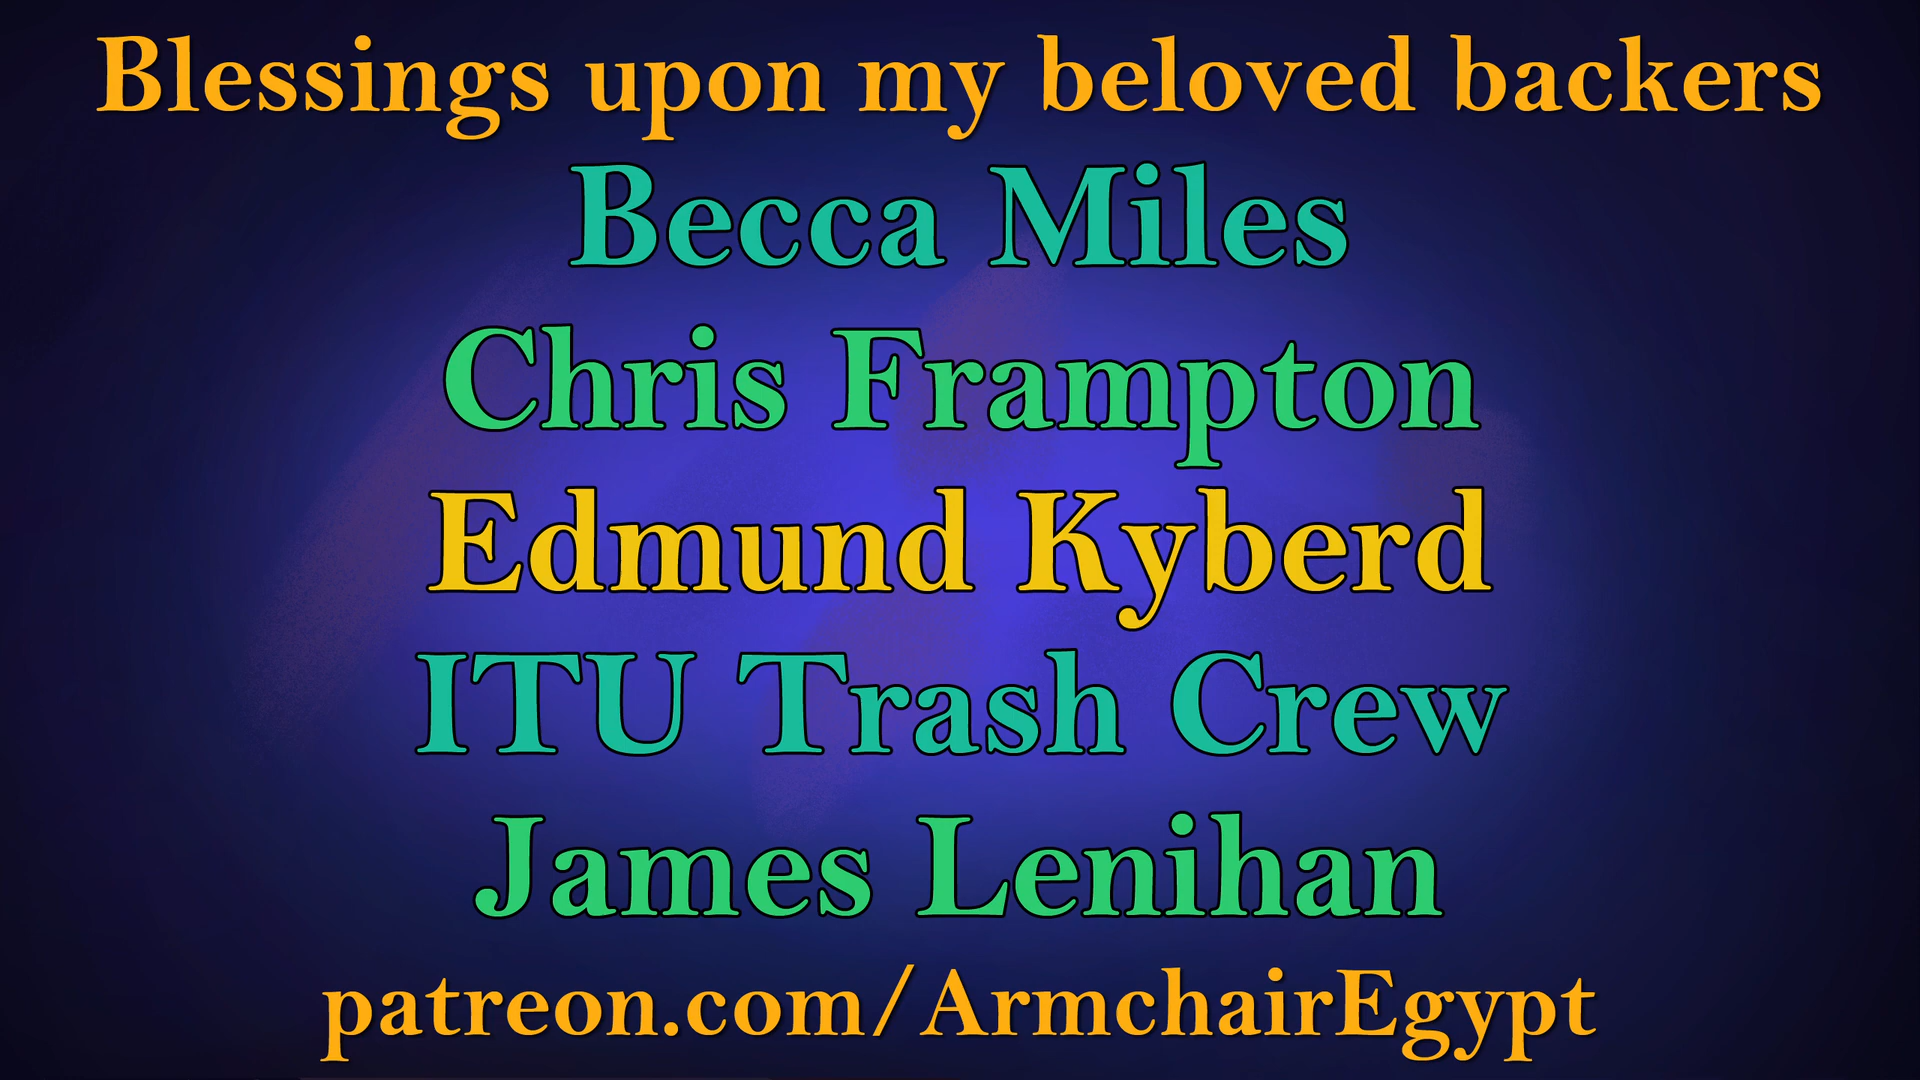 Blessings upon my beloved backers
Becca Miles
Chris Frampton
Edmund Kyberd
ITU Trash Crew
James Lenihan
patreon.com/ArmchairEgypt